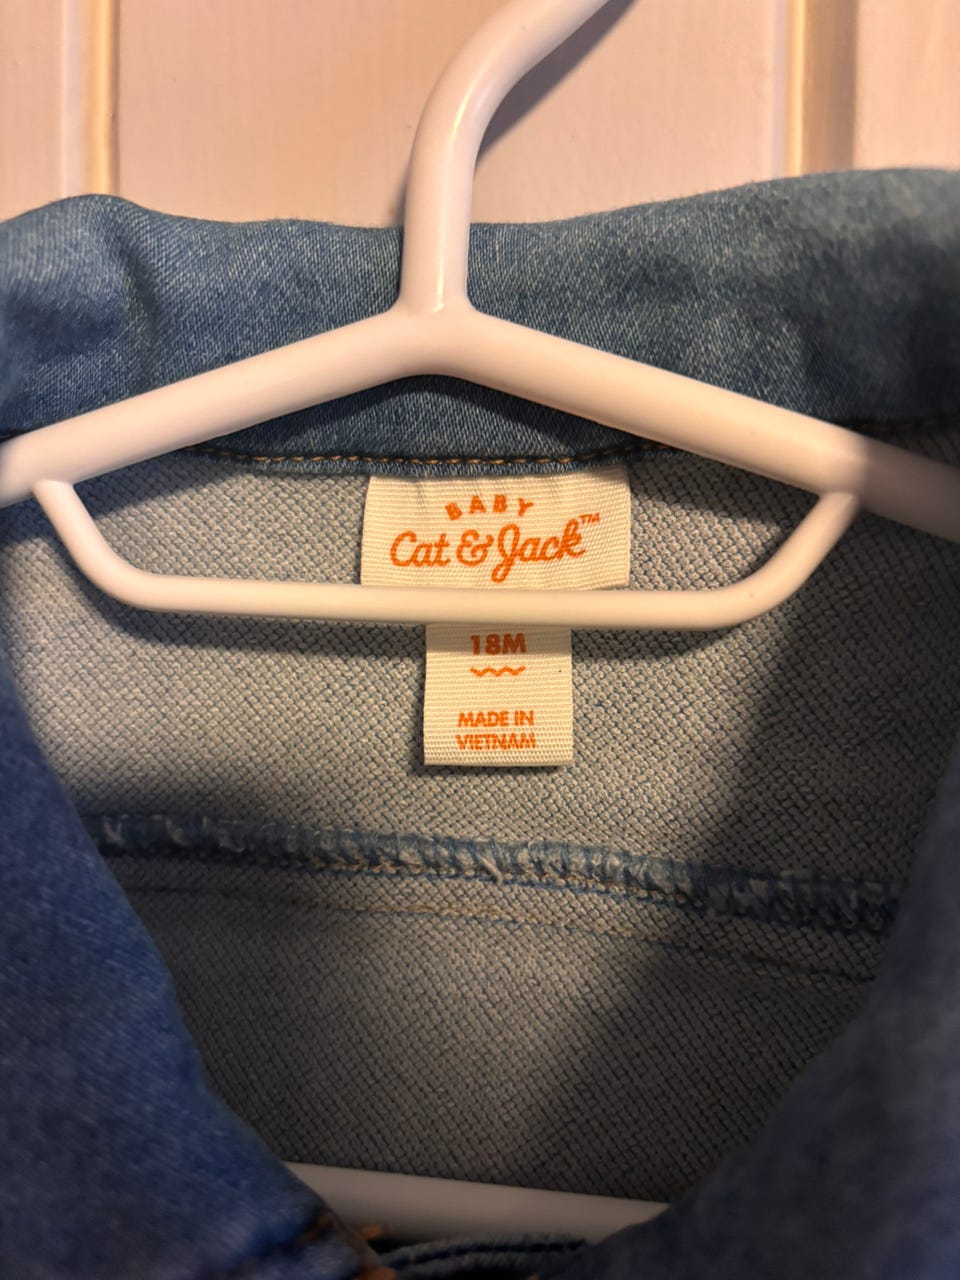 BABY
Cat & Jack™
18M
MADE IN
VIETNAM